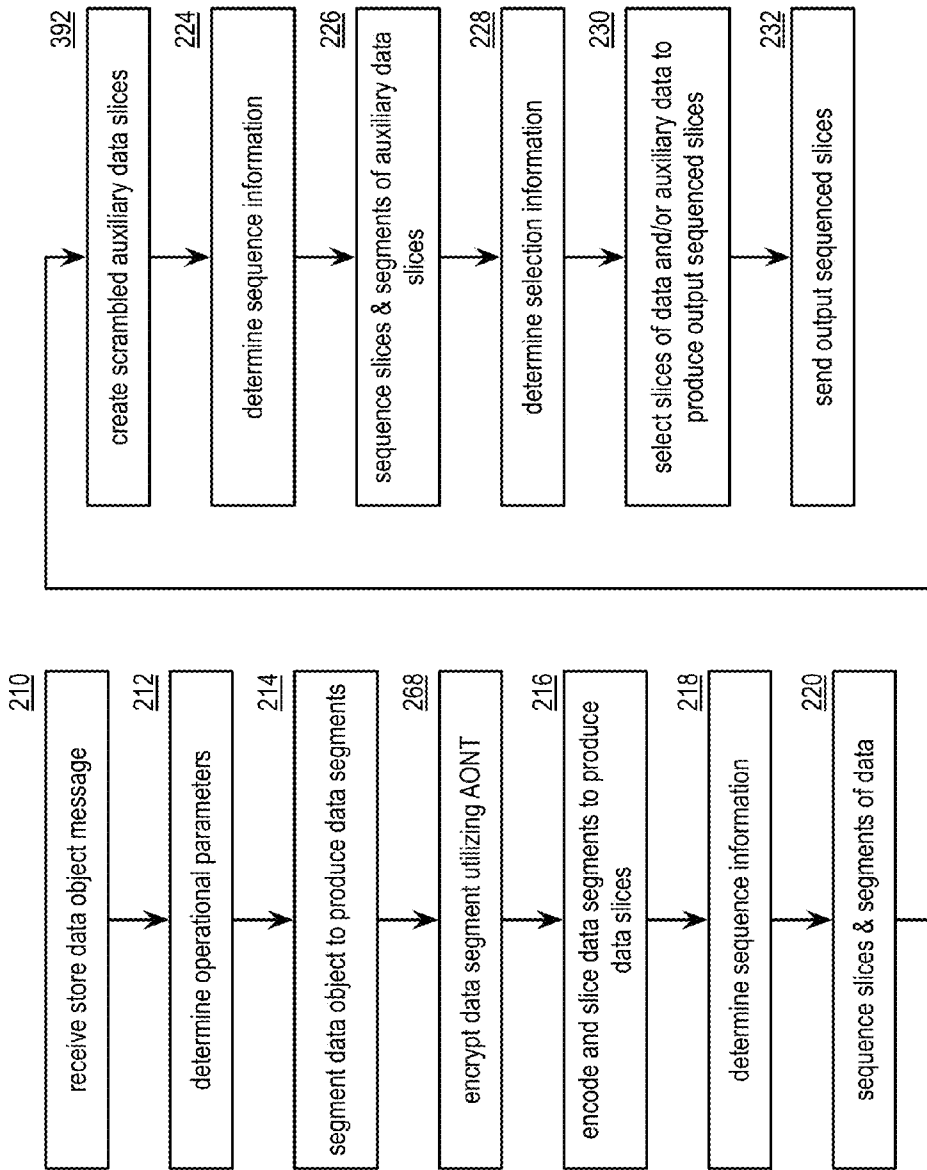 210
receive store data object message
212
determine operational parameters
214
segment data object to produce data segments
268
encrypt data segment utilizing AONT
216
encode and slice data segments to produce
data slices
218
determine sequence information
220
sequence slices & segments of data
392
create scrambled auxiliary data slices
224
determine sequence information
226
sequence slices & segments of auxiliary data
slices
228
determine selection information
230
select slices of data and/or auxiliary data to
produce output sequenced slices
232
send output sequenced slices